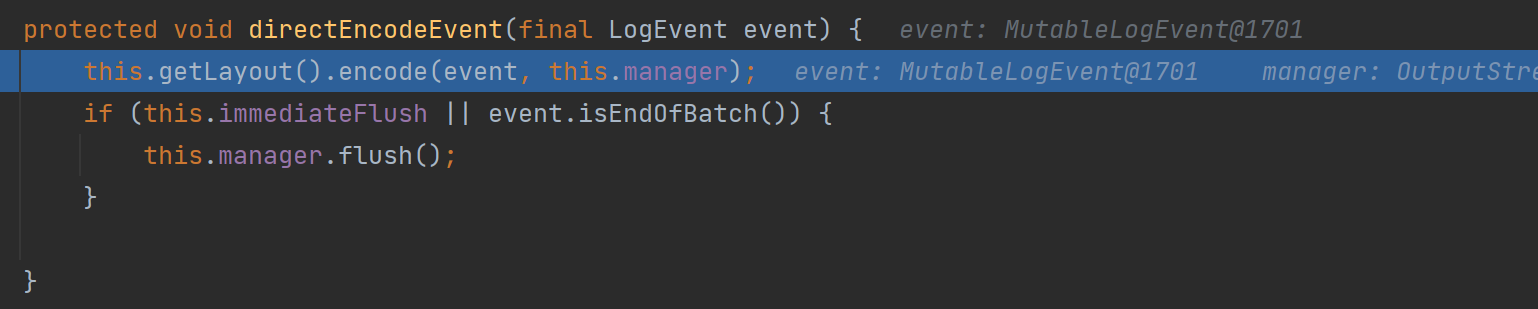 protected void directEncodeEvent(final LogEvent event) {   event: MutableLogEvent@1701
    this.getLayout().encode(event, this.manager);   event: MutableLogEvent@1701    manager: OutputStre
    if (this.immediateFlush || event.isEndOfBatch()) {
        this.manager.flush();
    }
}